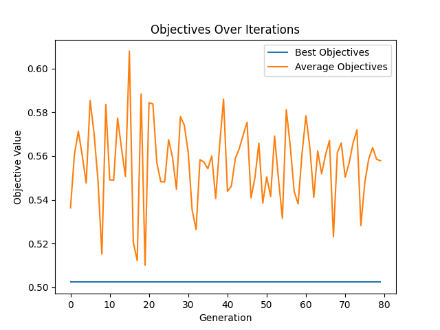 Objectives Over Iterations
Best Objectives
Average Objectives
Objective Value
0.60
0.58
0.56
0.54
0.52
0.50
0 10 20 30 40 50 60 70 80
Generation